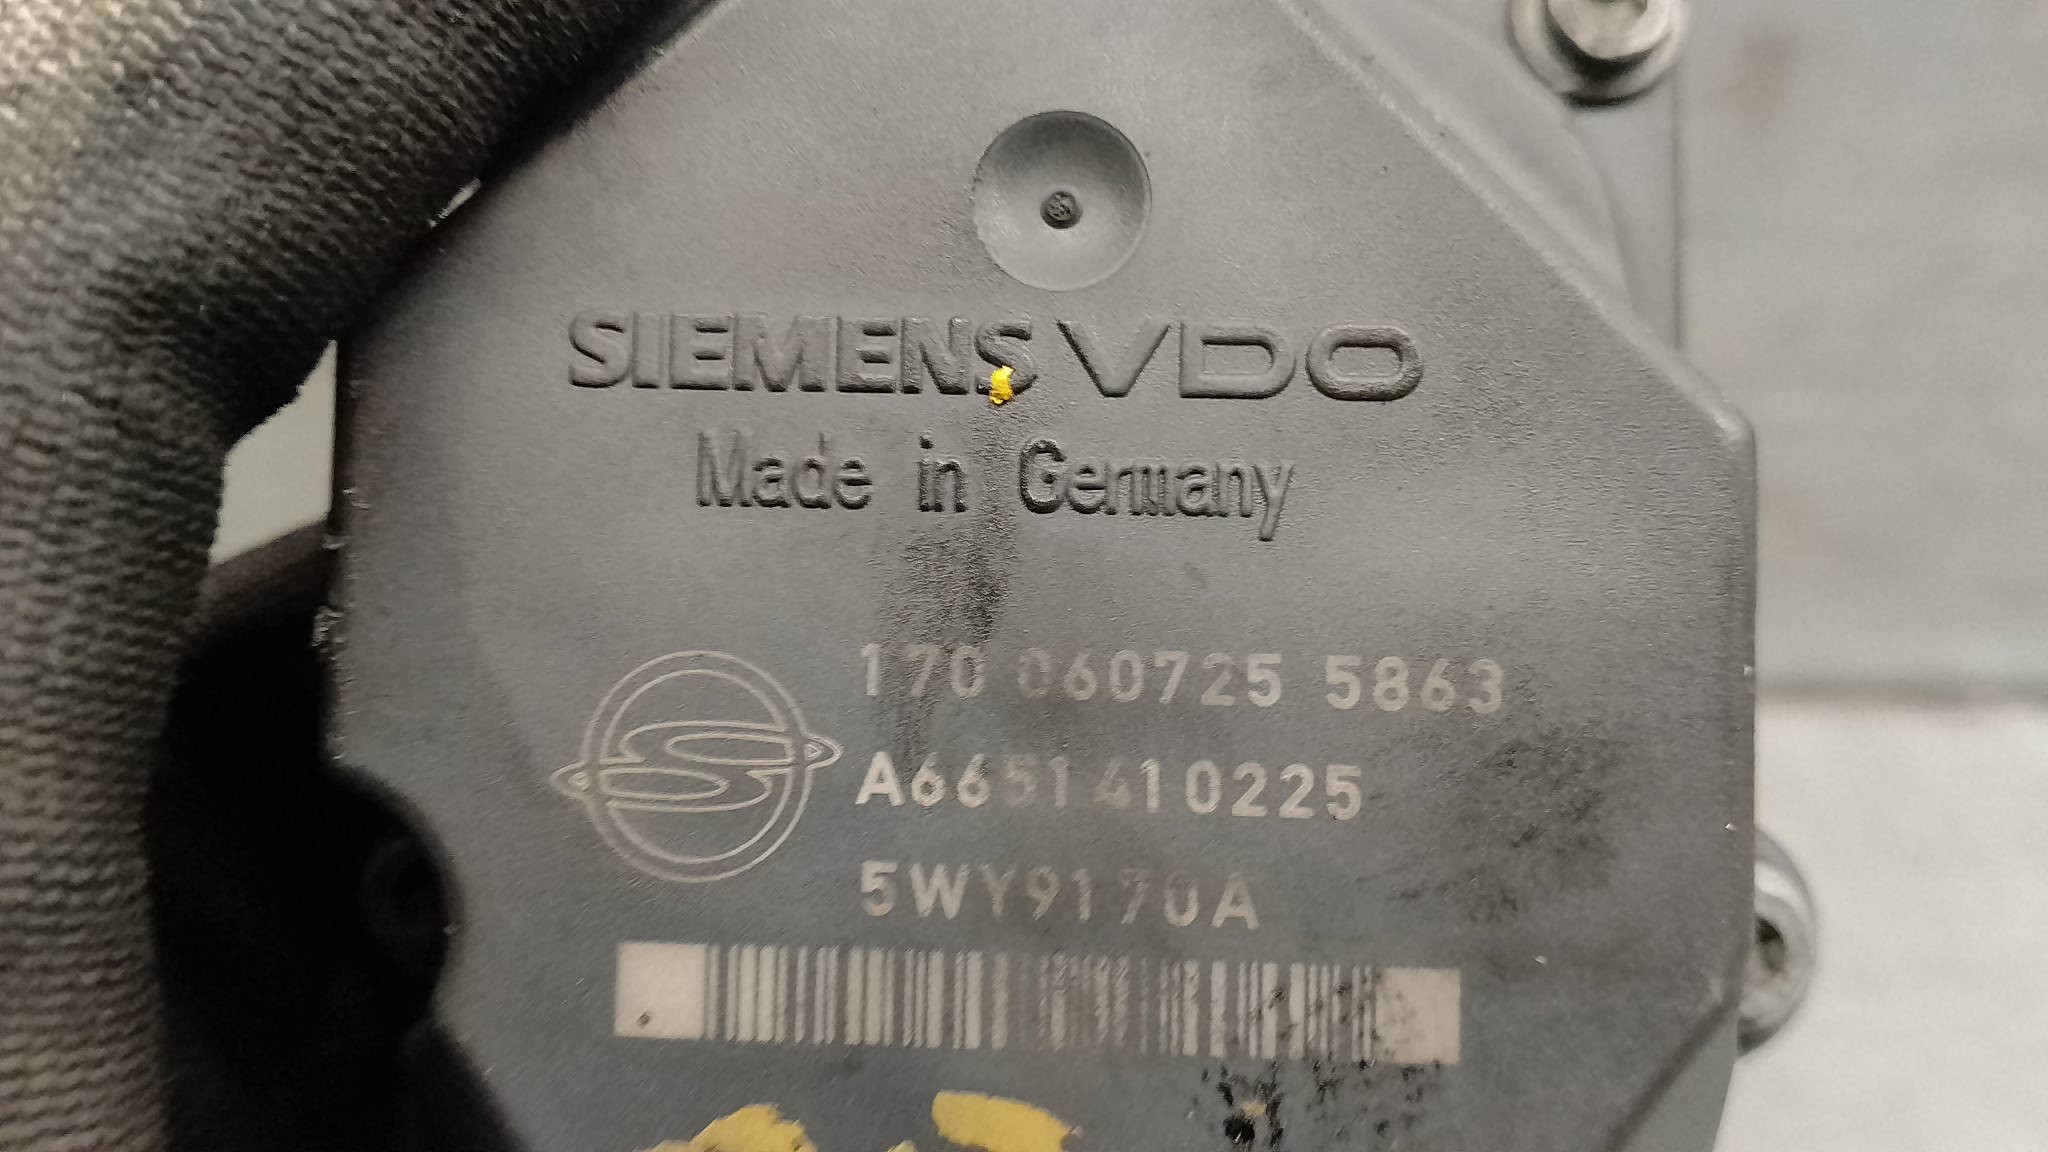 SIEMENS VDO
Made in Germany
170 060725 5863
A6651410225
5WY9170A